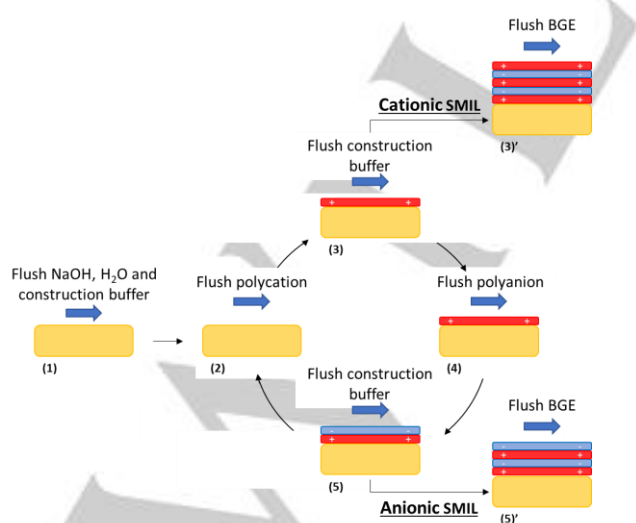 Flush BGE
+ +
- -
+ +
- -
+ +
Cationic SMIL
(3)'
Flush construction
buffer
+ +
(3)
Flush NaOH, H₂O and
construction buffer
(1)
Flush polycation
(2)
Flush polyanion
+ +
(4)
Flush construction
buffer
- -
+ +
(5)
Flush BGE
- -
+ +
- -
+ +
Anionic SMIL
(5)'